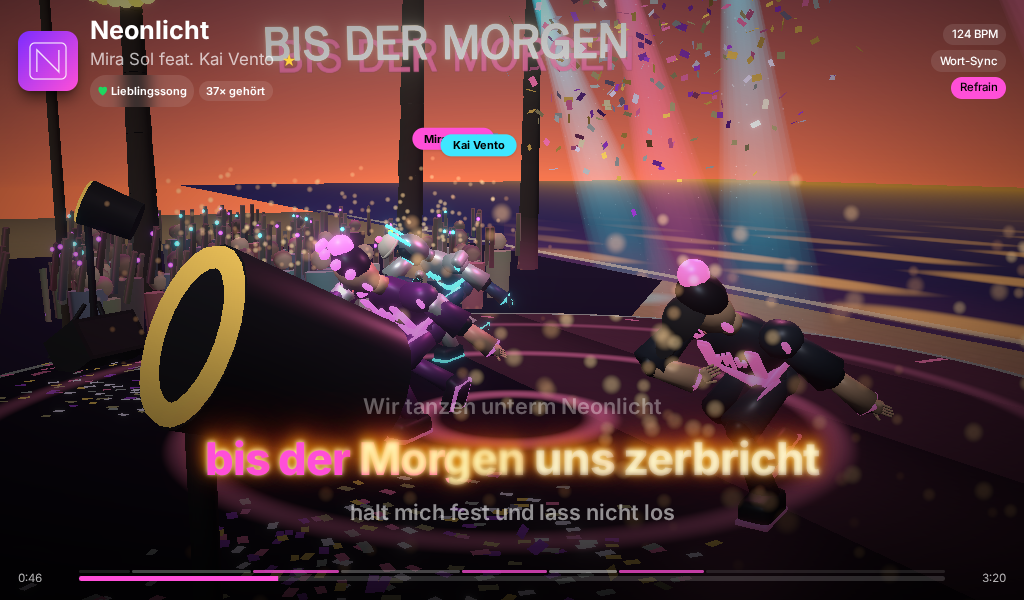 Neonlicht
Mira Sol feat. Kai Vento
Lieblingssong
37× gehört
BIS DER MORGEN
124 BPM
Wort-Sync
Refrain
Kai Vento
Wir tanzen unterm Neonlicht
bis der Morgen uns zerbricht
halt mich fest und lass nicht los
0:46
3:20